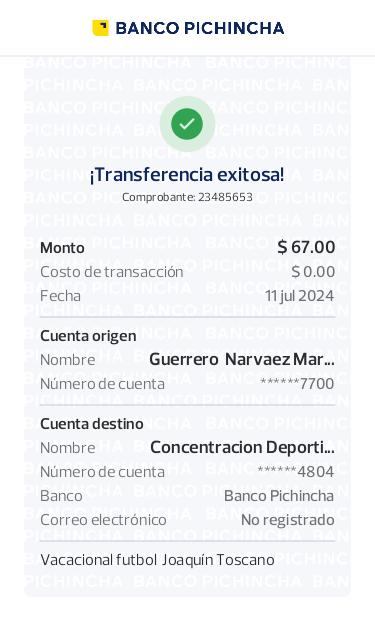 BANCO PICHINCHA
¡Transferencia exitosa!
Comprobante: 23485653
Monto $ 67.00
Costo de transacción $ 0.00
Fecha 11 jul 2024
Cuenta origen
Nombre Guerrero Narvaez Mar...
Número de cuenta ******7700
Cuenta destino
Nombre Concentracion Deporti...
Número de cuenta ******4804
Banco Banco Pichincha
Correo electrónico No registrado
Vacacional futbol Joaquín Toscano